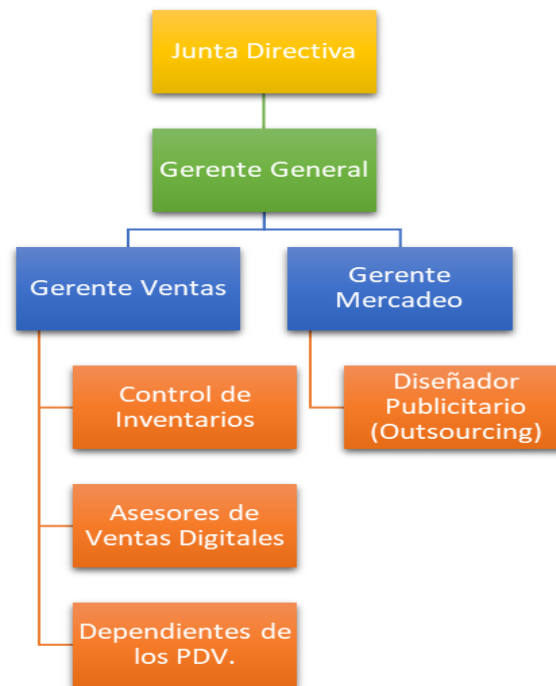 Junta Directiva
Gerente General
Gerente Ventas
Gerente
Mercadeo
Control de
Inventarios
Diseñador
Publicitario
(Outsourcing)
Asesores de
Ventas Digitales
Dependientes de
los PDV.